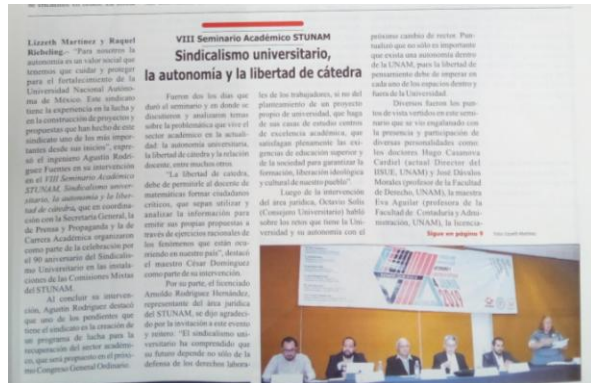 VIII Seminario Académico STUNAM
Sindicalismo universitario,
la autonomía y la libertad de cátedra
Lizzeth Martínez y Raquel
Riebeling.- "Para nosotros la
autonomía es un valor social que
tenemos que cuidar y proteger
para el fortalecimiento de la
Universidad Nacional Autóno-
ma de México. Este sindicato
tiene la experiencia en la lucha y
en la construcción de proyectos y
propuestas que han hecho de este
sindicato uno de los más impor-
tantes desde sus inicios", expre-
só el ingeniero Agustín Rodrí-
guez Fuentes en su intervención
en el VIII Seminario Académico
STUNAM, Sindicalismo univer-
sitario, la autonomía y la liber-
tad de cátedra, que en coordina-
ción con la Secretaría General, la
de Prensa y Propaganda y la de
Carrera Académica organizaron
como parte de la celebración por
el 90 aniversario del Sindicalis-
mo Universitario en las instala-
ciones de las Comisiones Mixtas
del STUNAM.
Al concluir su interven-
ción, Agustín Rodríguez destacó
que uno de los pendientes que
tiene el sindicato es la creación de
un programa de lucha para la
recuperación del sector académi-
co, que será propuesto en el próxi-
mo Congreso General Ordinario.
Fueron dos los días que
duró el seminario y en donde se
discutieron y analizaron temas
sobre la problemática que vive el
sector académico en la actuali-
dad: la autonomía universitaria,
la libertad de cátedra y la relación
docente, entre muchos otros.
"La libertad de catedra,
debe de permitirle al docente de
matemáticas formar ciudadanos
críticos, que sepan utilizar y
analizar la información para
emitir sus propias propuestas a
través de ejercicios racionales de
los fenómenos que están ocu-
rriendo en nuestro país", destacó
el maestro César Domínguez
como parte de su intervención.
Por su parte, el licenciado
Arnoldo Rodríguez Hernández,
representante del área jurídica
del STUNAM, se dijo agradeci-
do por la invitación a este evento
y reitero: "El sindicalismo uni-
versitario ha comprendido que
su futuro depende no sólo de la
defensa de los derechos labora-
les de los trabajadores, si no del
planteamiento de un proyecto
propio de universidad, que haga
de sus casas de estudio centros
de excelencia académica, que
satisfagan plenamente las exi-
gencias de educación superior y
de la sociedad para garantizar la
formación, liberación ideológica
y cultural de nuestro pueblo".
Luego de la intervención
del área jurídica, Octavio Solís
(Consejero Universitario) habló
sobre los retos que tiene la Uni-
versidad y su autonomía con el
próximo cambio de rector. Pun-
tualizó que no sólo es importante
que exista una autonomía dentro
de la UNAM, pues la libertad de
pensamiento debe de imperar en
cada uno de los espacios dentro y
fuera de la Universidad.
Diversos fueron los pun-
tos de vista vertidos en este semi-
nario que se vio engalanado con
la presencia y participación de
diversas personalidades como:
los doctores Hugo Casanova
Cardiel (actual Director del
IISUE, UNAM) y José Dávalos
Morales (profesor de la Facultad
de Derecho, UNAM), la maestra
Eva Aguilar (profesora de la
Facultad de Contaduría y Admi-
nistración, UNAM), la licencia-
Sigue en página 9